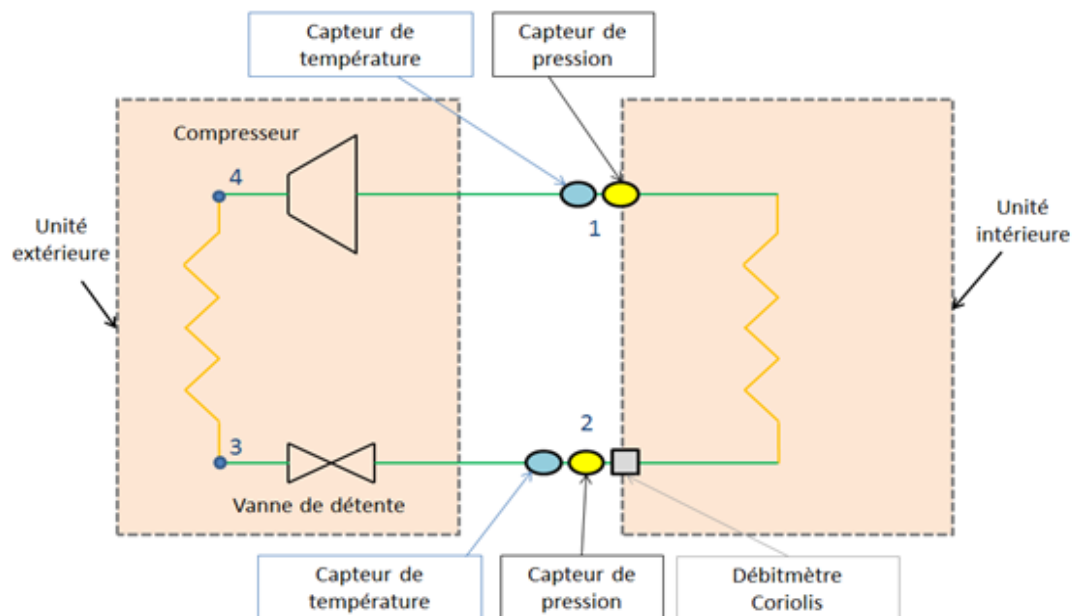 Capteur de
température
Capteur de
pression
Compresseur
4
1
Unité
extérieure
Unité
intérieure
3
2
Vanne de détente
Capteur de
température
Capteur de
pression
Débitmètre
Coriolis